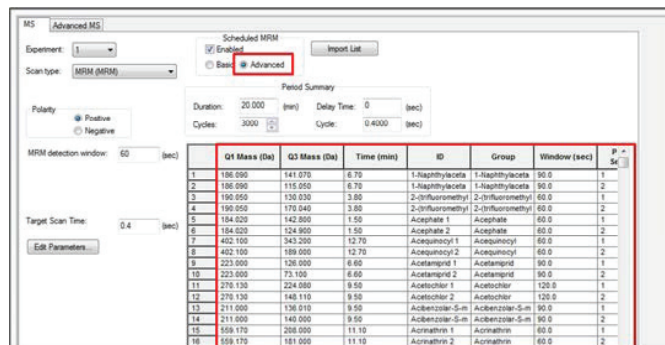 MS Advanced MS
Scheduled MRM
Experiment: 1 Enabled Import List
Scan type: MRM (MRM) Basic Advanced
Period Summary
Duration: 20.000 (min) Delay Time: 0 (sec)
Polarity
Positive
Negative
Cycles: 3000 Cycle: 0.4000 (sec)
MRM detection window: 60 (sec)
Target Scan Time: 0.4 (sec)
Edit Parameters...
Q1 Mass (Da) Q3 Mass (Da) Time (min) ID Group Window (sec)
1 186.090 141.070 6.70 1-Naphthylaceta 1-Naphthylaceta 90.0 1
2 186.090 115.050 6.70 1-Naphthylaceta 1-Naphthylaceta 90.0 2
3 190.050 130.030 3.80 2-(trifluoromethyl 2-(trifluoromethyl 60.0 1
4 190.050 170.040 3.80 2-(trifluoromethyl 2-(trifluoromethyl 60.0 2
5 184.020 142.800 1.50 Acephate 1 Acephate 60.0 1
6 184.020 124.900 1.50 Acephate 2 Acephate 60.0 2
7 402.100 343.200 12.70 Acequinocyl 1 Acequinocyl 60.0 1
8 402.100 189.000 12.70 Acequinocyl 2 Acequinocyl 60.0 2
9 223.000 126.000 6.60 Acetamiprid 1 Acetamiprid 90.0 1
10 223.000 73.100 6.60 Acetamiprid 2 Acetamiprid 90.0 2
11 270.130 224.080 9.50 Acetochlor 1 Acetochlor 120.0 1
12 270.130 148.110 9.50 Acetochlor 2 Acetochlor 120.0 2
13 211.000 136.010 9.50 Acibenzolar-S-m Acibenzolar-S-m 90.0 1
14 211.000 140.000 9.50 Acibenzolar-S-m Acibenzolar-S-m 90.0 2
15 559.170 208.000 11.10 Acrinathrin 1 Acrinathrin 60.0 1
16 559.170 181.000 11.10 Acrinathrin 2 Acrinathrin 60.0 2